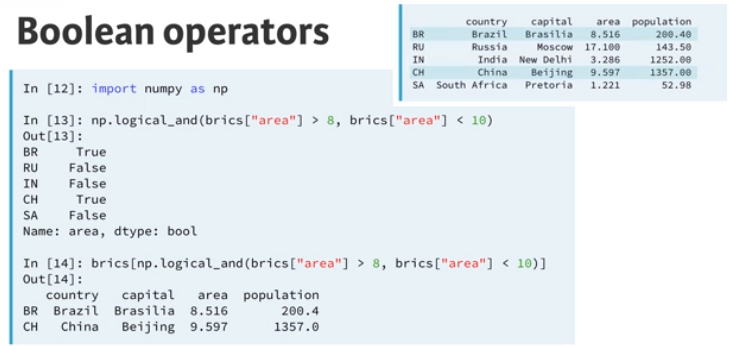 Boolean operators
    country capital area population
BR Brazil Brasilia 8.516 200.40
RU Russia Moscow 17.100 143.50
IN India New Delhi 3.286 1252.00
CH China Beijing 9.597 1357.00
SA South Africa Pretoria 1.221 52.98
In [12]: import numpy as np
In [13]: np.logical_and(brics["area"] > 8, brics["area"] < 10)
Out[13]:
BR True
RU False
IN False
CH True
SA False
Name: area, dtype: bool
In [14]: brics[np.logical_and(brics["area"] > 8, brics["area"] < 10)]
Out[14]:
    country capital area population
BR Brazil Brasilia 8.516 200.4
CH China Beijing 9.597 1357.0